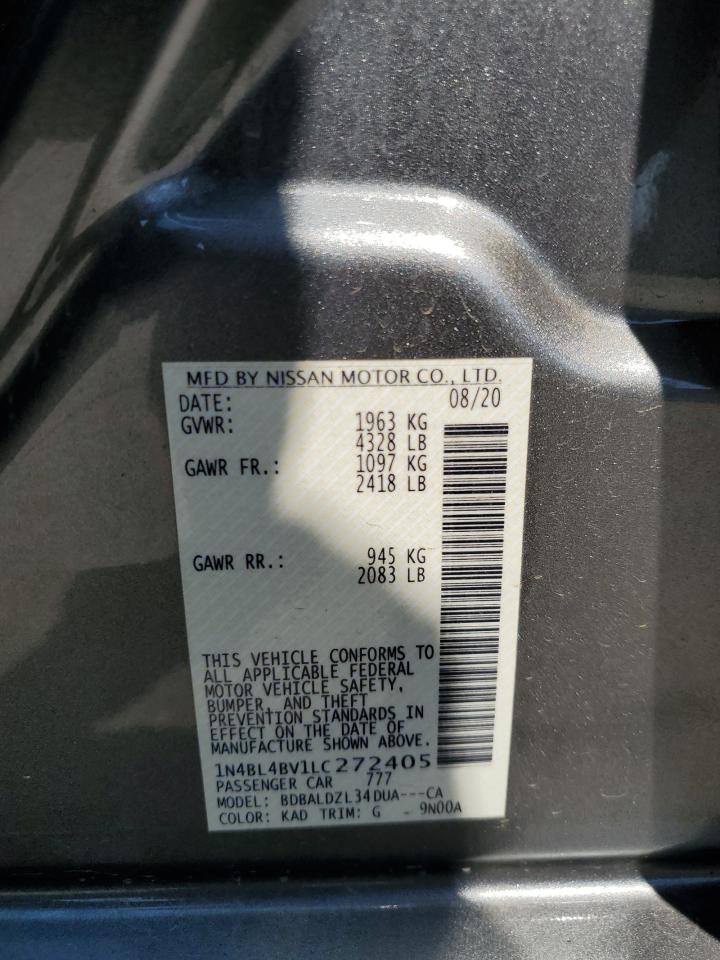 MFD BY NISSAN MOTOR CO., LTD.
DATE: 08/20
GVWR: 1963 KG
4328 LB
GAWR FR.: 1097 KG
2418 LB
GAWR RR.: 945 KG
2083 LB
THIS VEHICLE CONFORMS TO
ALL APPLICABLE FEDERAL
MOTOR VEHICLE SAFETY,
BUMPER, AND THEFT
PREVENTION STANDARDS IN
EFFECT ON THE DATE OF
MANUFACTURE SHOWN ABOVE.
1N4BL4BV1LC272405
PASSENGER CAR 777
MODEL: BDBALDZL34DUA---CA
COLOR: KAD TRIM: G - 9N00A